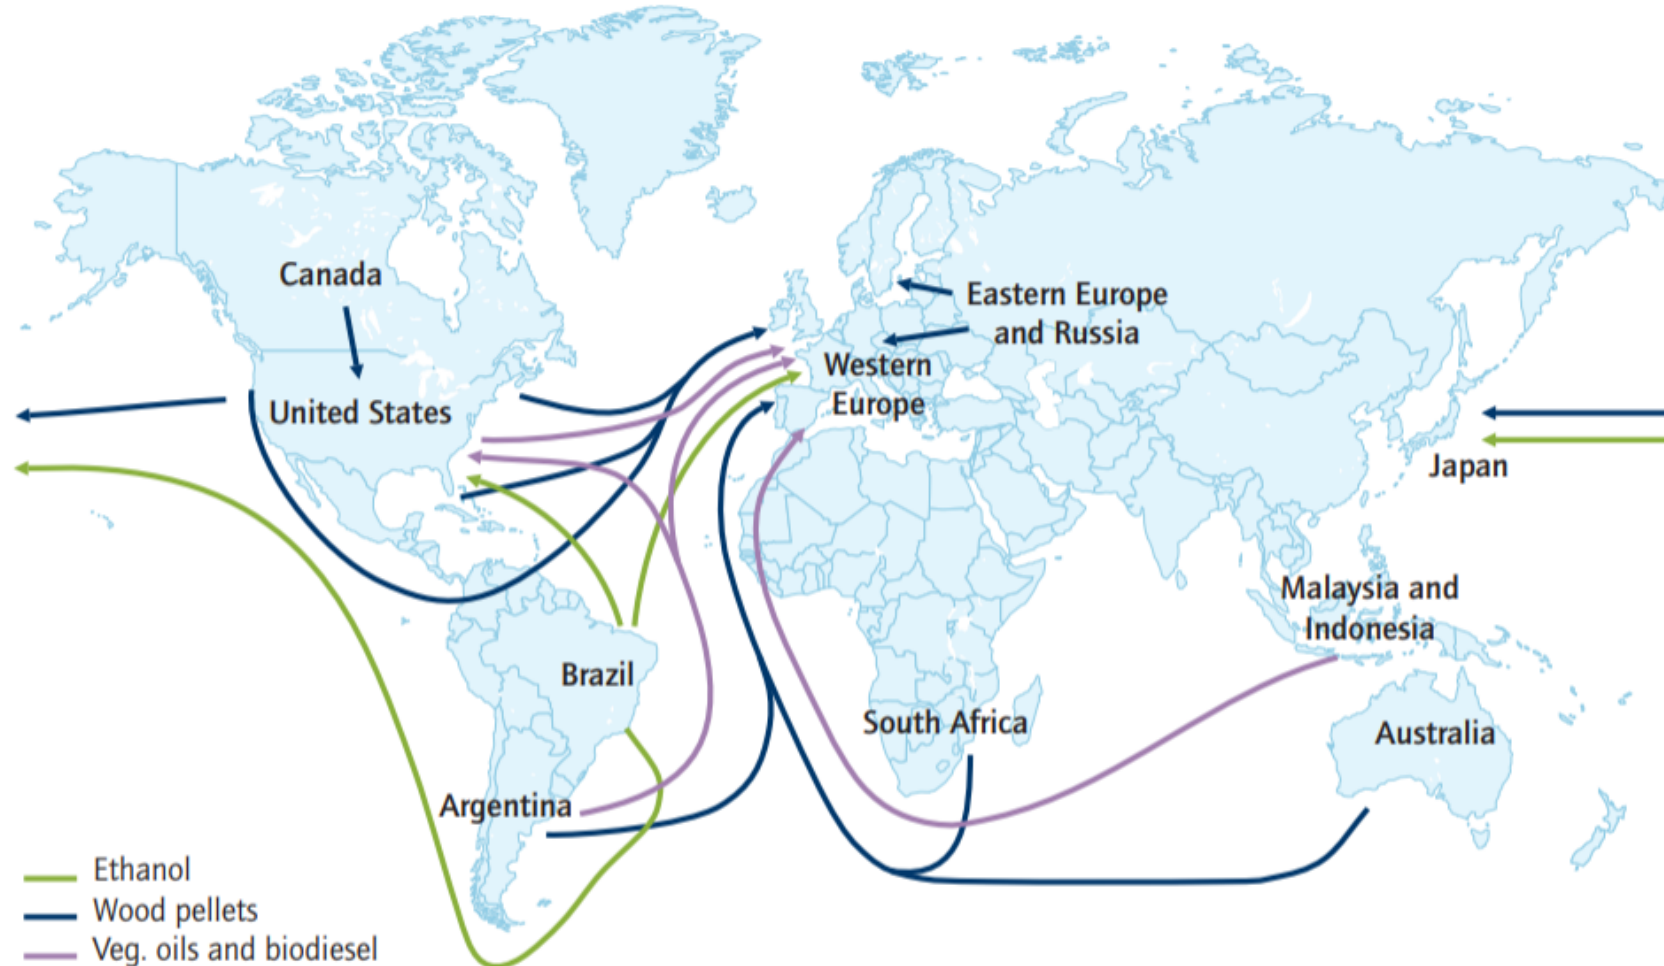 Canada
United States
Eastern Europe
and Russia
Western
Europe
Japan
Malaysia and
Indonesia
Brazil
South Africa
Australia
Argentina
Ethanol
Wood pellets
Veg. oils and biodiesel